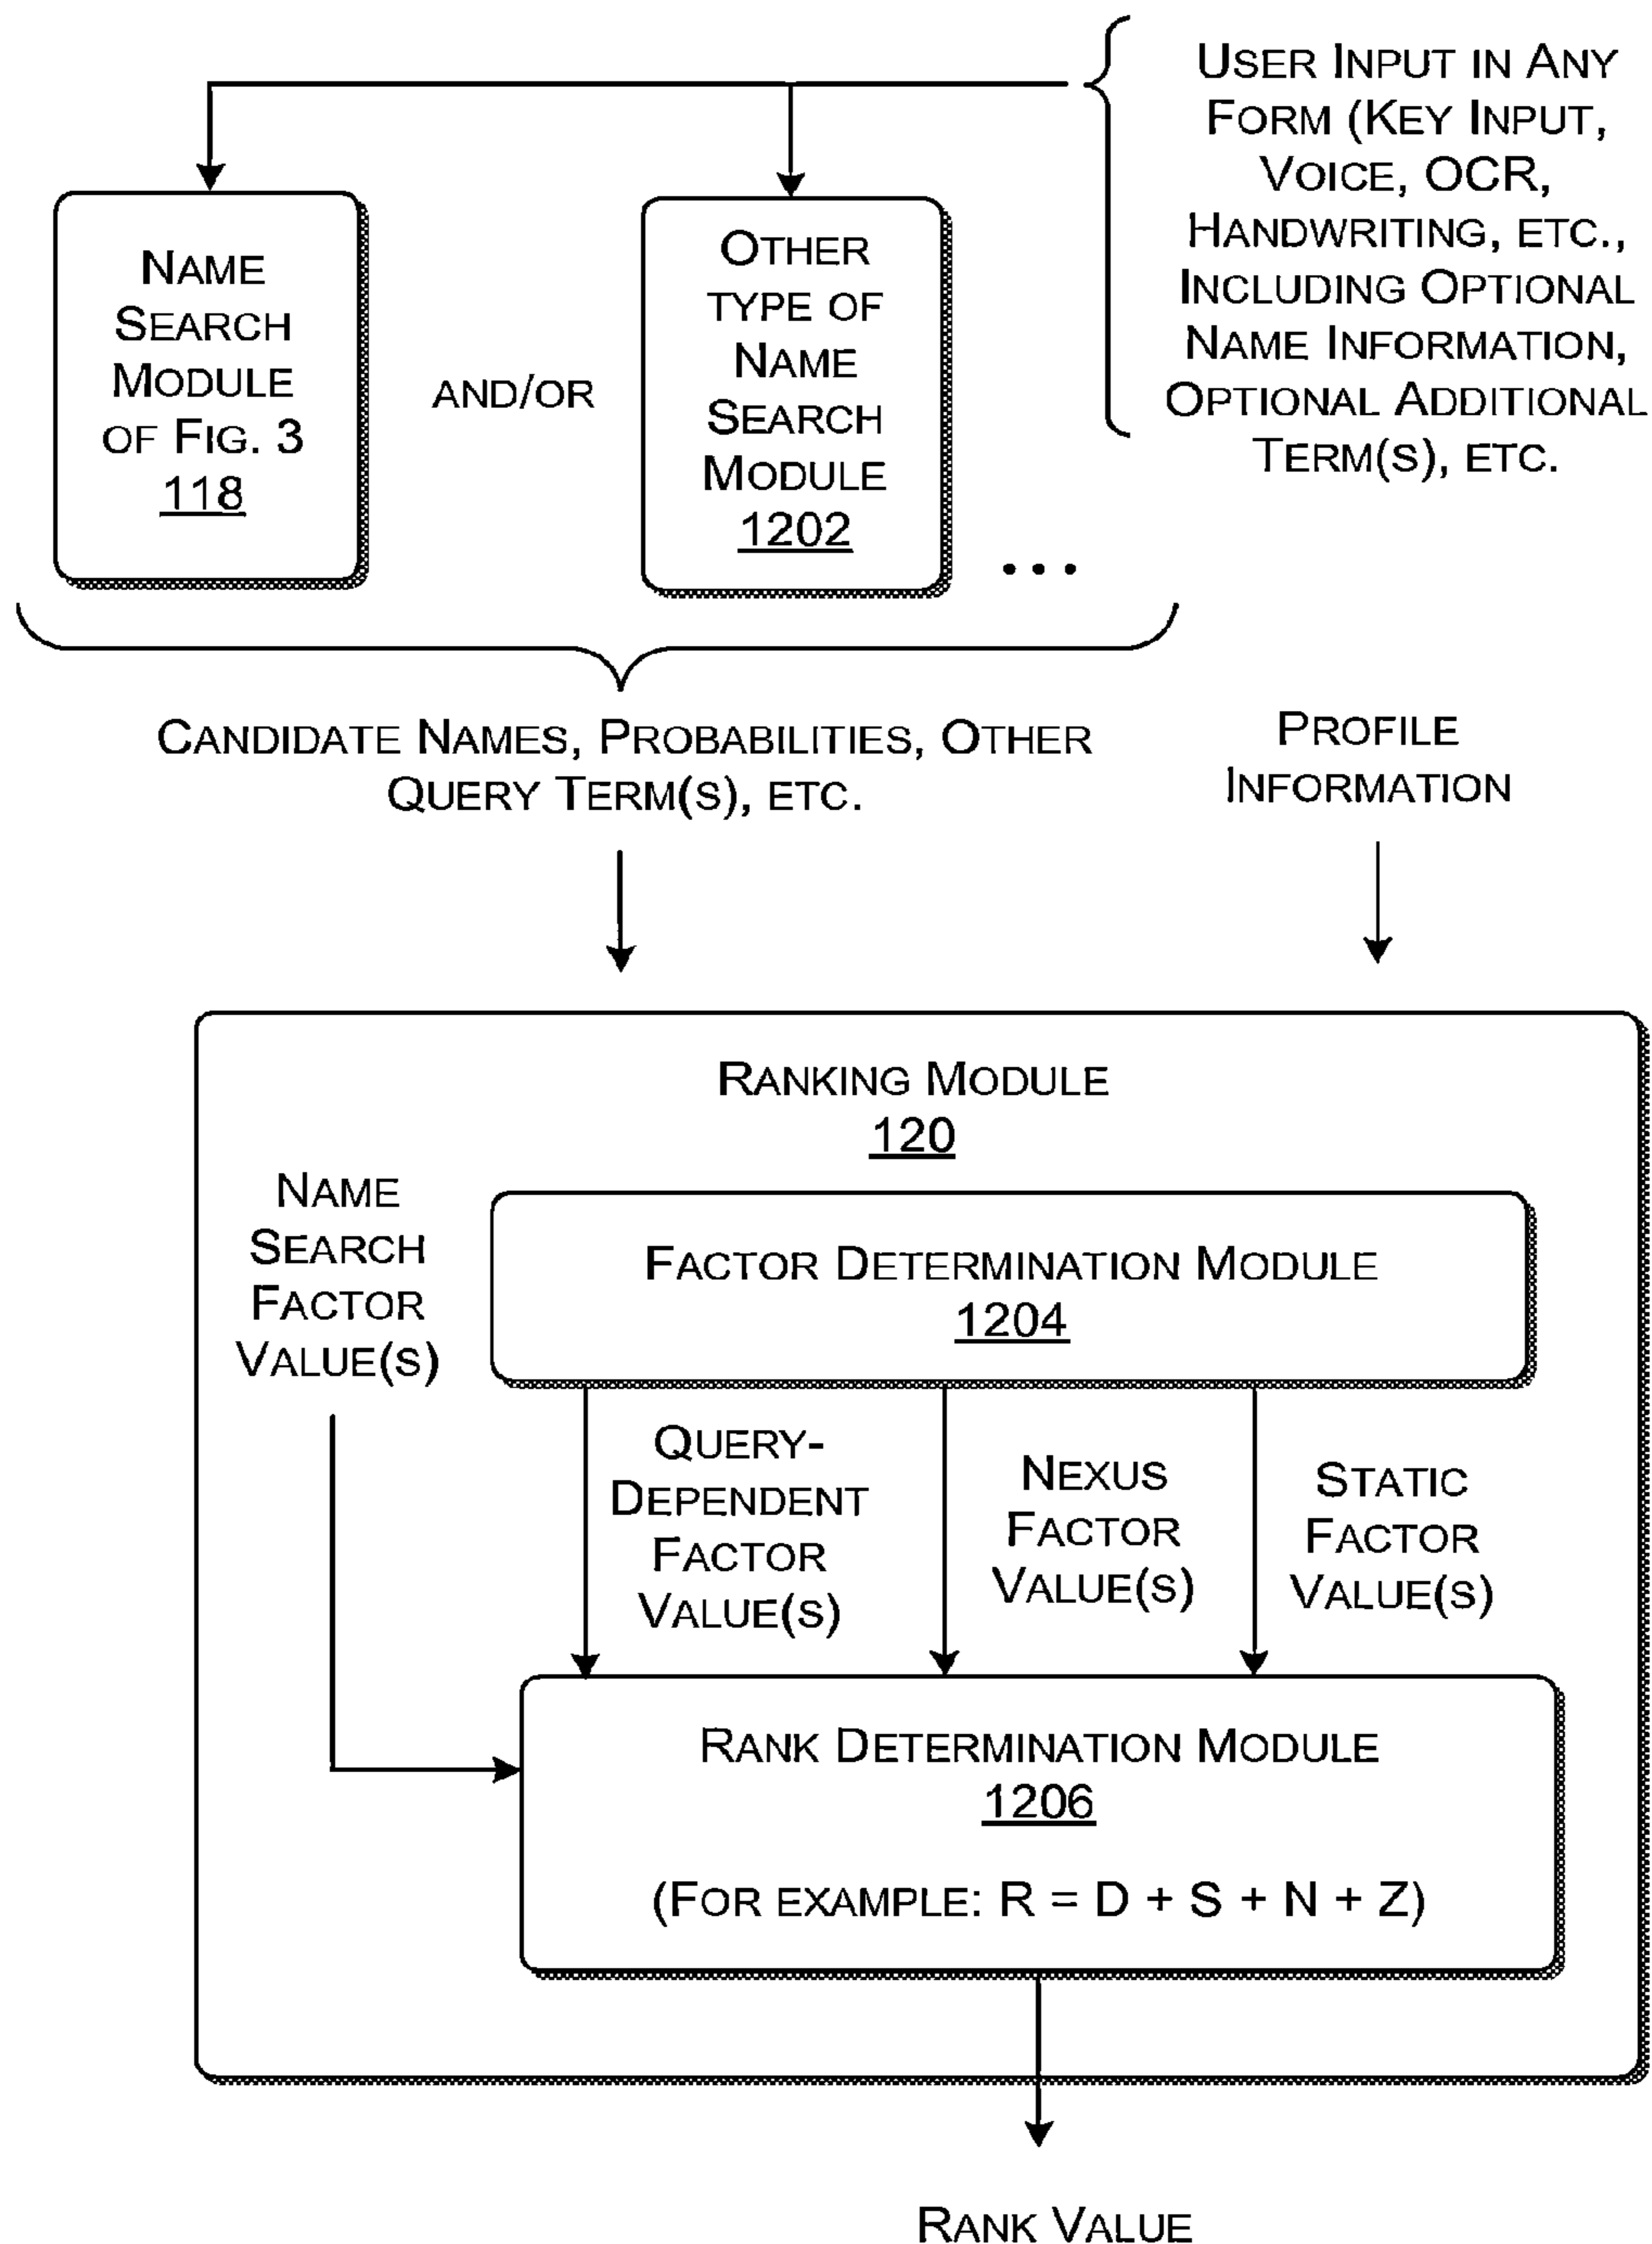 USER INPUT IN ANY
FORM (KEY INPUT,
VOICE, OCR,
HANDWRITING, ETC.,
INCLUDING OPTIONAL
NAME INFORMATION,
OPTIONAL ADDITIONAL
TERM(S), ETC.
NAME
SEARCH
MODULE
OF FIG. 3
118
AND/OR
OTHER
TYPE OF
NAME
SEARCH
MODULE
1202
...
CANDIDATE NAMES, PROBABILITIES, OTHER
QUERY TERM(S), ETC.
PROFILE
INFORMATION
RANKING MODULE
120
NAME
SEARCH
FACTOR
VALUE(S)
FACTOR DETERMINATION MODULE
1204
QUERY-
DEPENDENT
FACTOR
VALUE(S)
NEXUS
FACTOR
VALUE(S)
STATIC
FACTOR
VALUE(S)
RANK DETERMINATION MODULE
1206
(FOR EXAMPLE: R = D + S + N + Z)
RANK VALUE